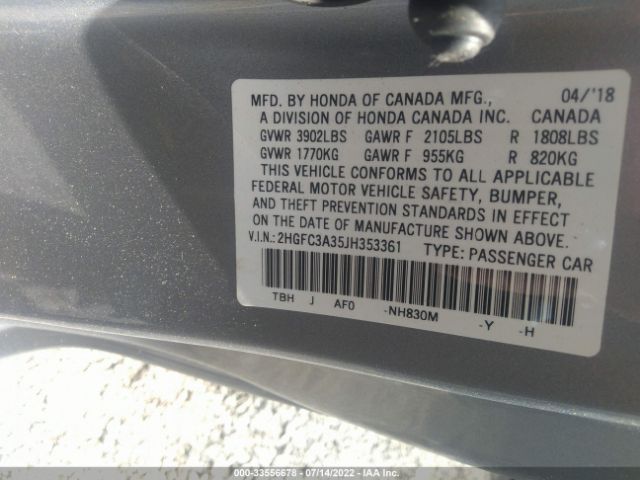 MFD. BY HONDA OF CANADA MFG., 04/'18
A DIVISION OF HONDA CANADA INC. CANADA
GVWR 3902LBS GAWR F 2105LBS R 1808LBS
GVWR 1770KG GAWR F 955KG R 820KG
THIS VEHICLE CONFORMS TO ALL APPLICABLE
FEDERAL MOTOR VEHICLE SAFETY, BUMPER,
AND THEFT PREVENTION STANDARDS IN EFFECT
ON THE DATE OF MANUFACTURE SHOWN ABOVE.
V.I.N.: 2HGFC3A35JH353361 TYPE: PASSENGER CAR
TBH J AF0 -NH830M -Y -H
000-33556678 - 07/14/2022 - IAA Inc.